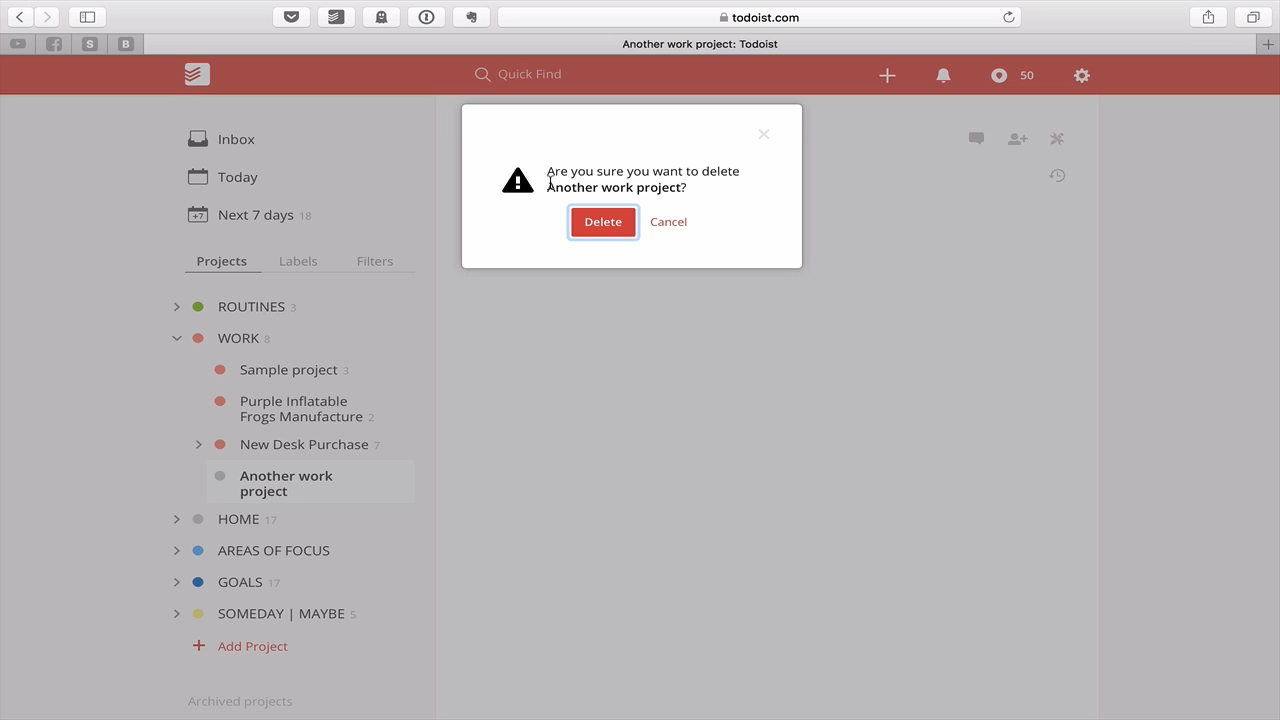 todoist.com
S
B
Another work project: Todoist
Quick Find
50
Inbox
Today
+7
Next 7 days 18
Projects
Labels
Filters
ROUTINES 3
WORK 8
Sample project 3
Purple Inflatable
Frogs Manufacture 2
New Desk Purchase 7
Another work
project
HOME 17
AREAS OF FOCUS
GOALS 17
SOMEDAY | MAYBE 5
+ Add Project
Archived projects
Are you sure you want to delete
Another work project?
Delete
Cancel